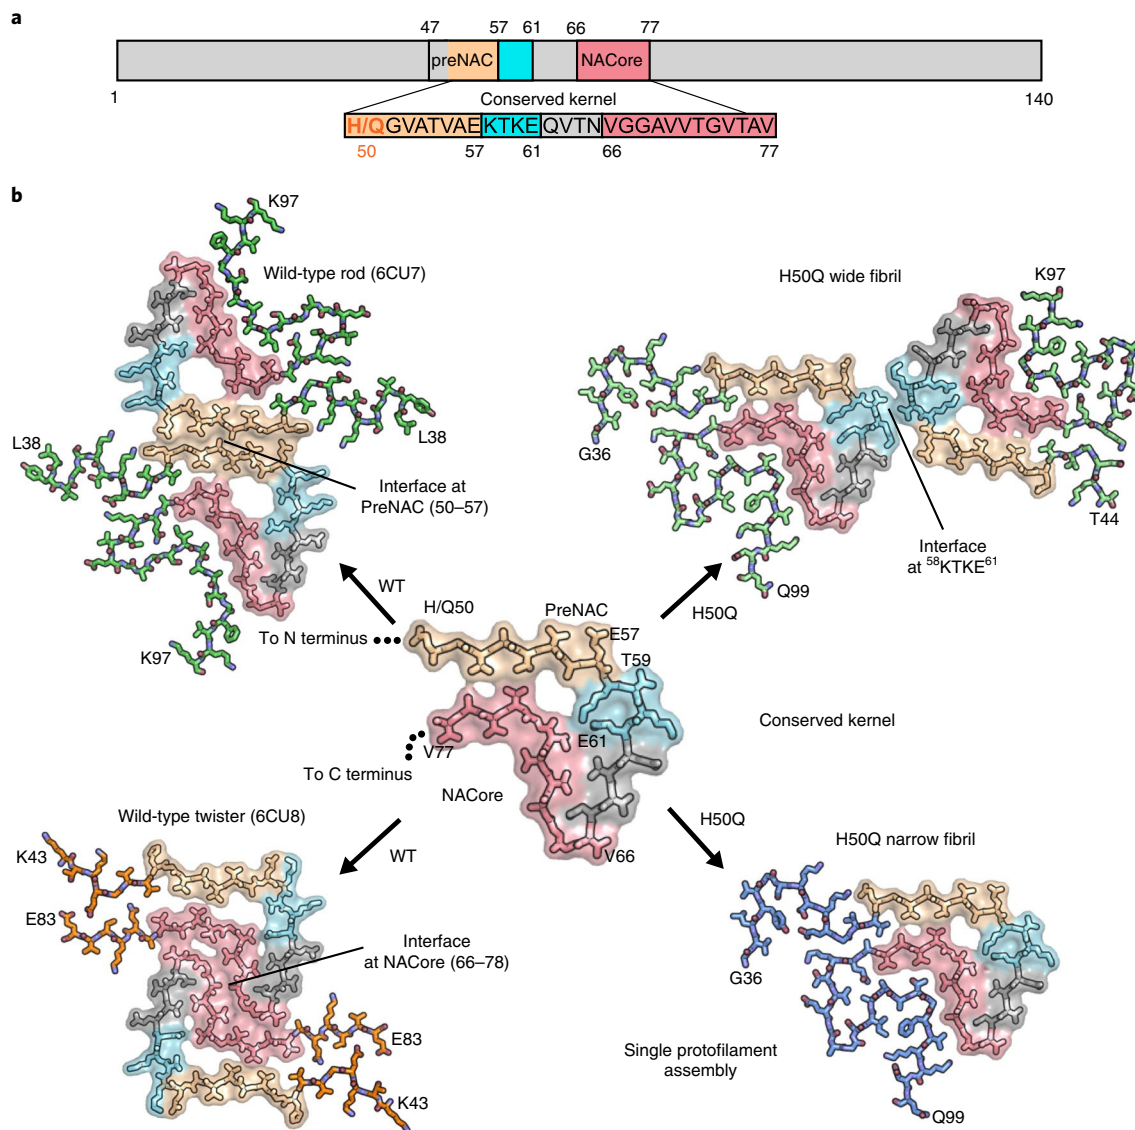 a
47 57 61 66 77
preNAC NACore
1 Conserved kernel 140
H/QGVATVAEKTKEQVTNVGGAVVTGVTAV
50 57 61 66 77
b
K97
Wild-type rod (6CU7)
L38
L38
Interface at
PreNAC (50–57)
K97
WT
H50Q wide fibril
K97
G36
T44
Interface
at ⁵⁸KTKE⁶¹
Q99
H50Q
H/Q50
PreNAC
To N terminus
E57
T59
E61
V77
To C terminus
NACore
V66
Conserved kernel
Wild-type twister (6CU8)
WT
K43
E83
Interface
at NACore (66–78)
E83
K43
H50Q
H50Q narrow fibril
G36
Single protofilament
assembly
Q99